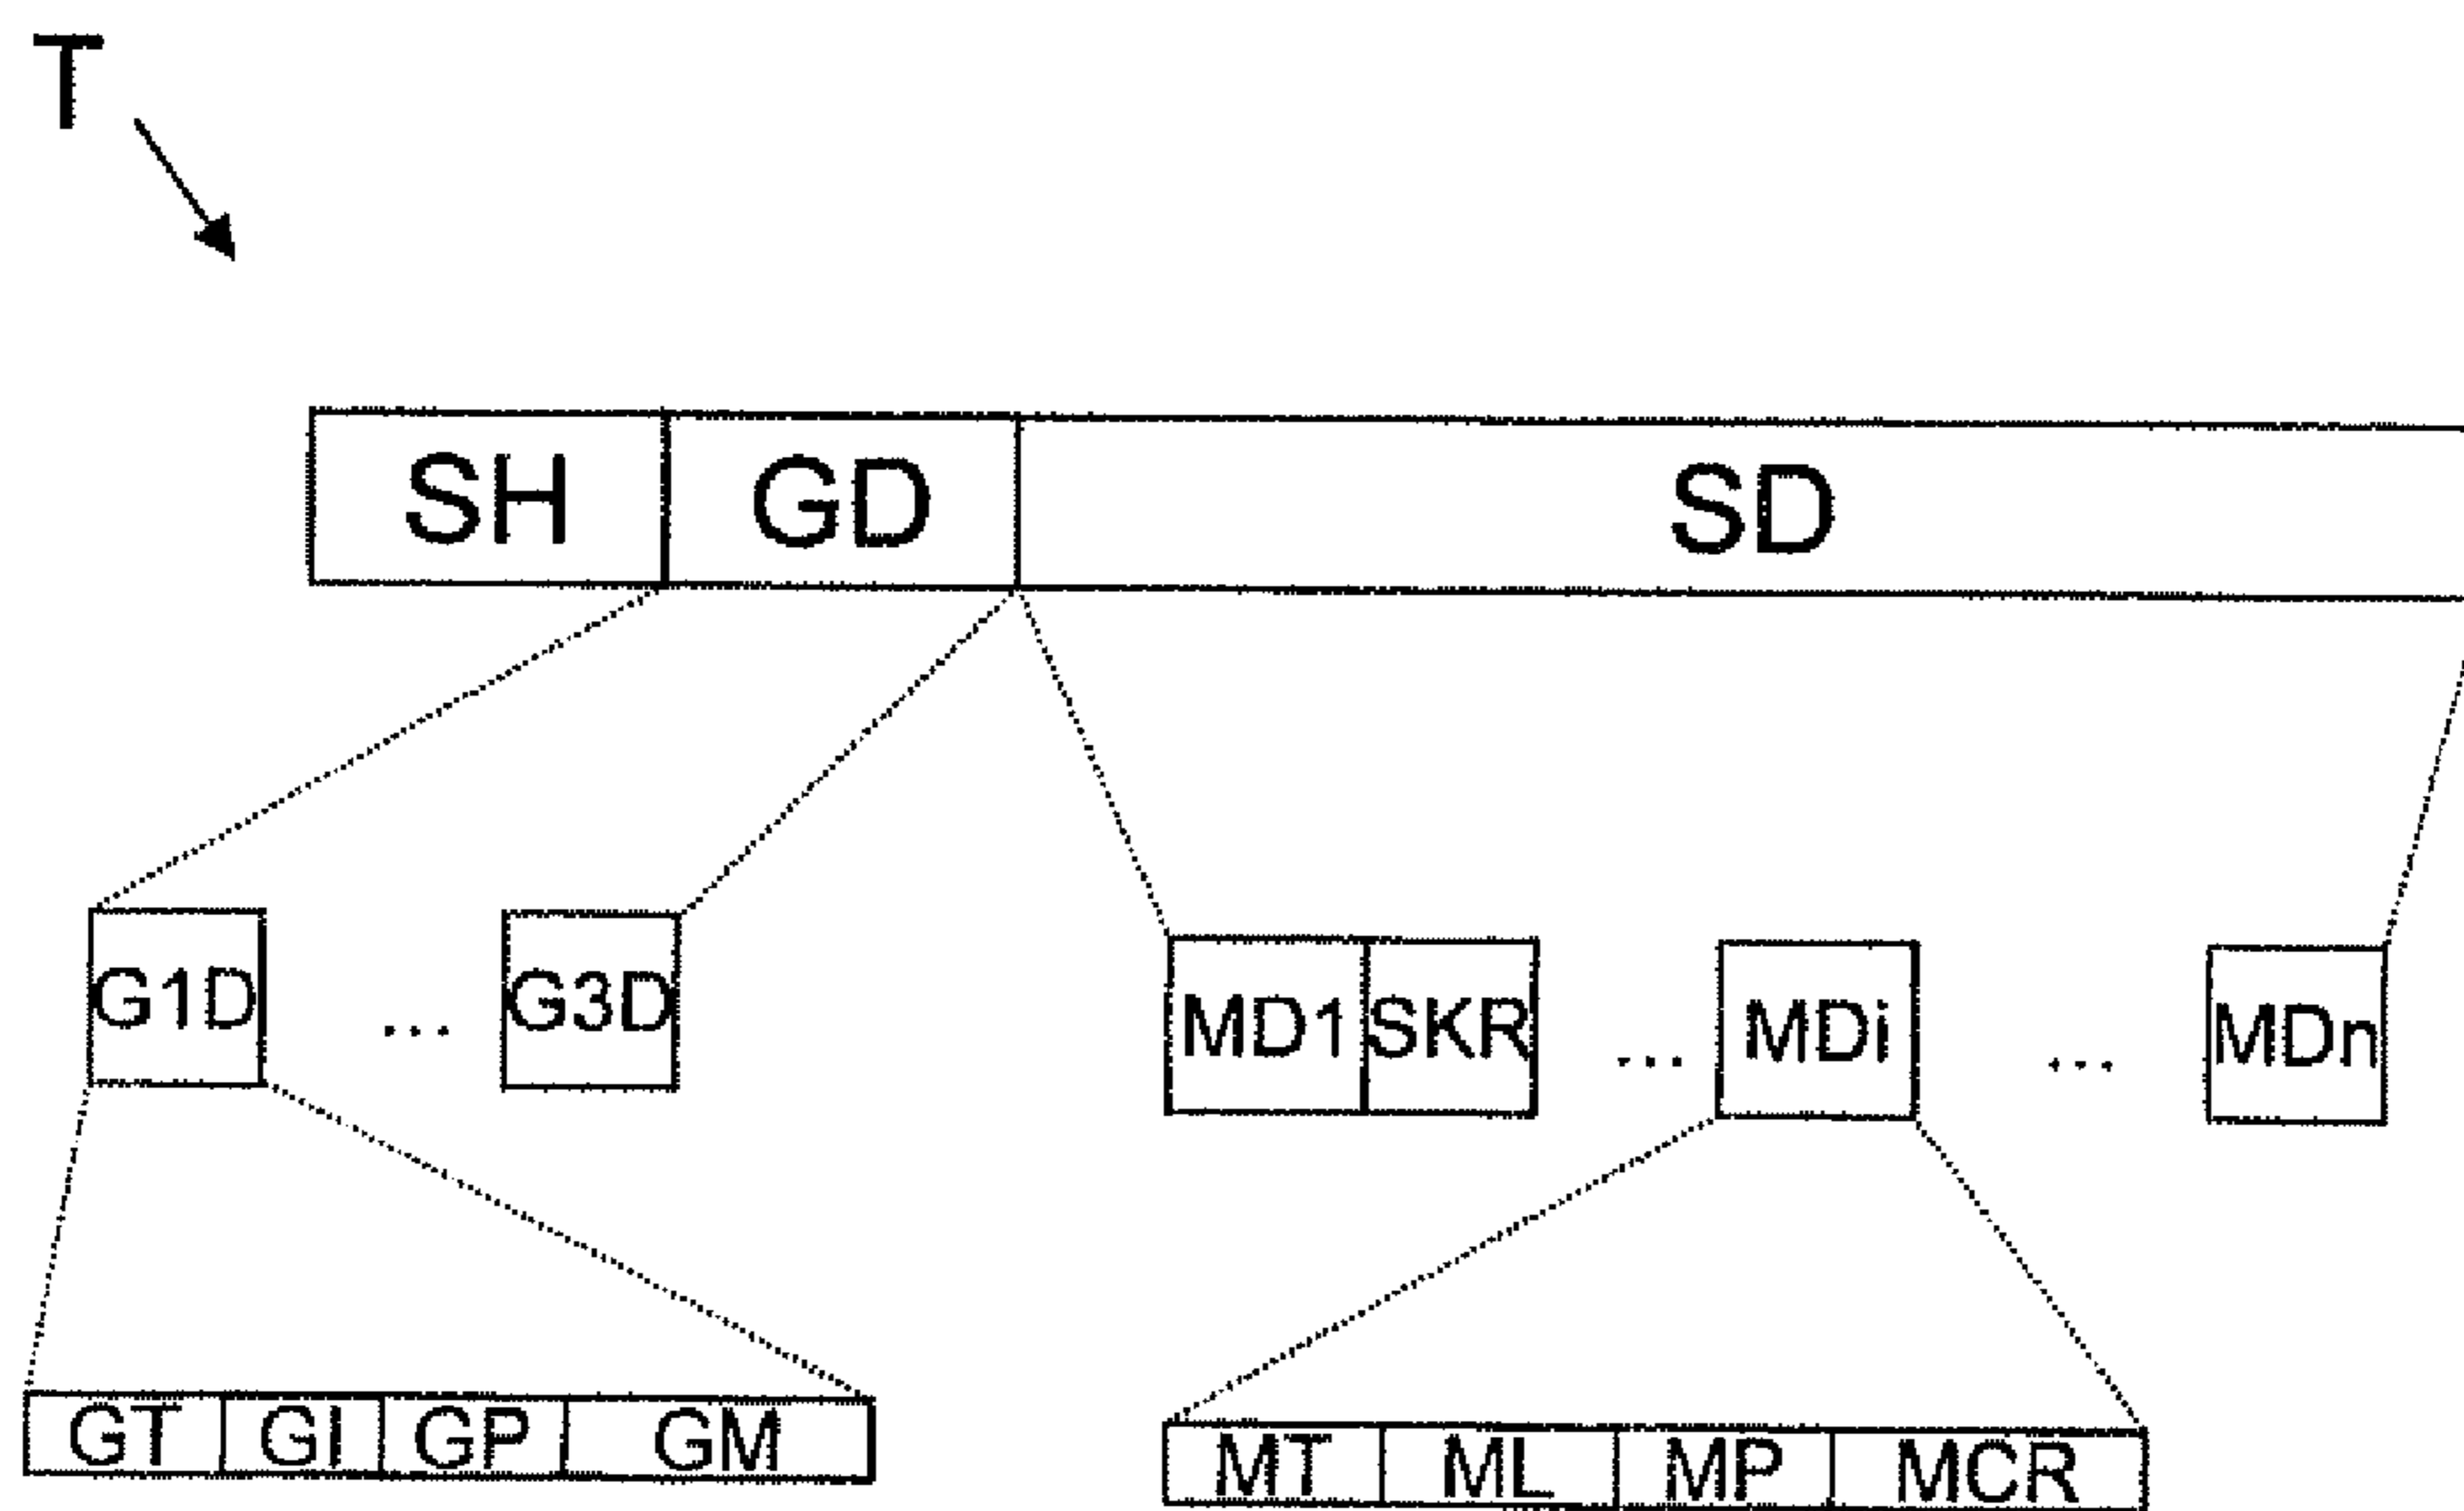 T
SH GD SD
G1D ... G3D MD1 SKR ... MDi ... MDn
GT GI GP GM MT ML MP MCR